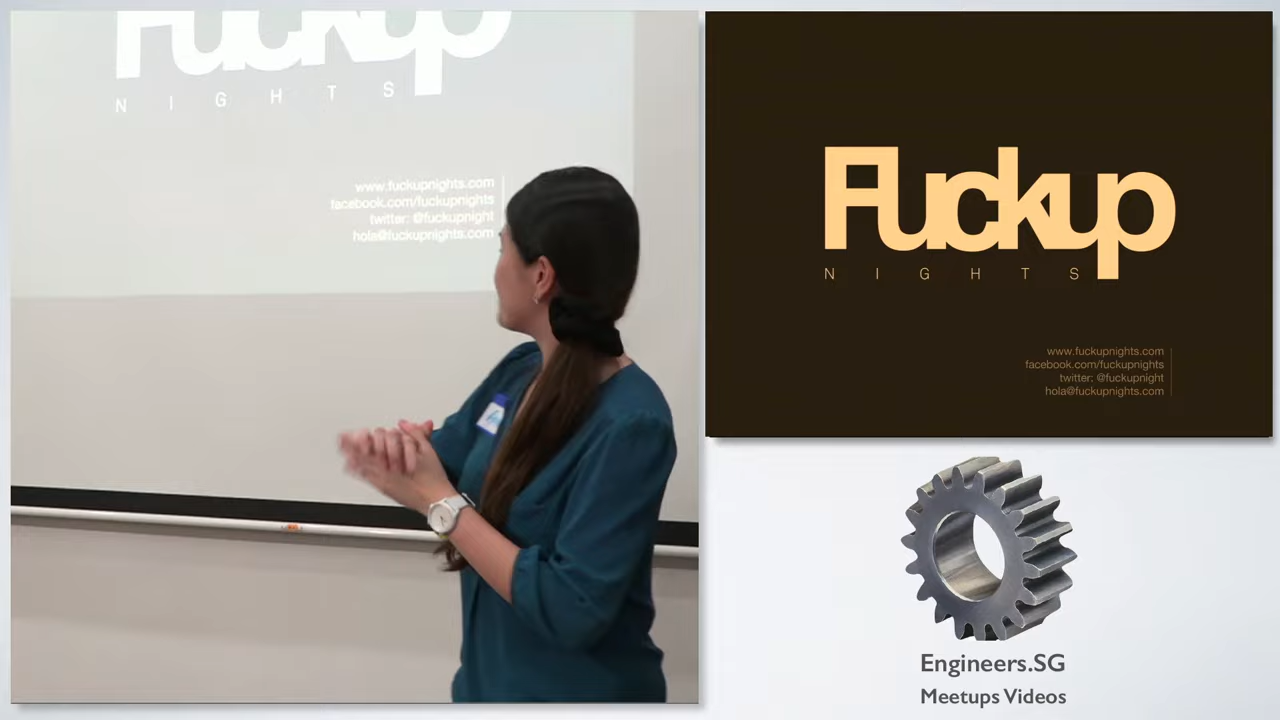 Fuckup
NIGHTS
www.fuckupnights.com
facebook.com/fuckupnights
twitter: @fuckupnight
hola@fuckupnights.com
Fuckup
NIGHTS
www.fuckupnights.com
facebook.com/fuckupnights
twitter: @fuckupnight
hola@fuckupnights.com
Engineers.SG
Meetups Videos